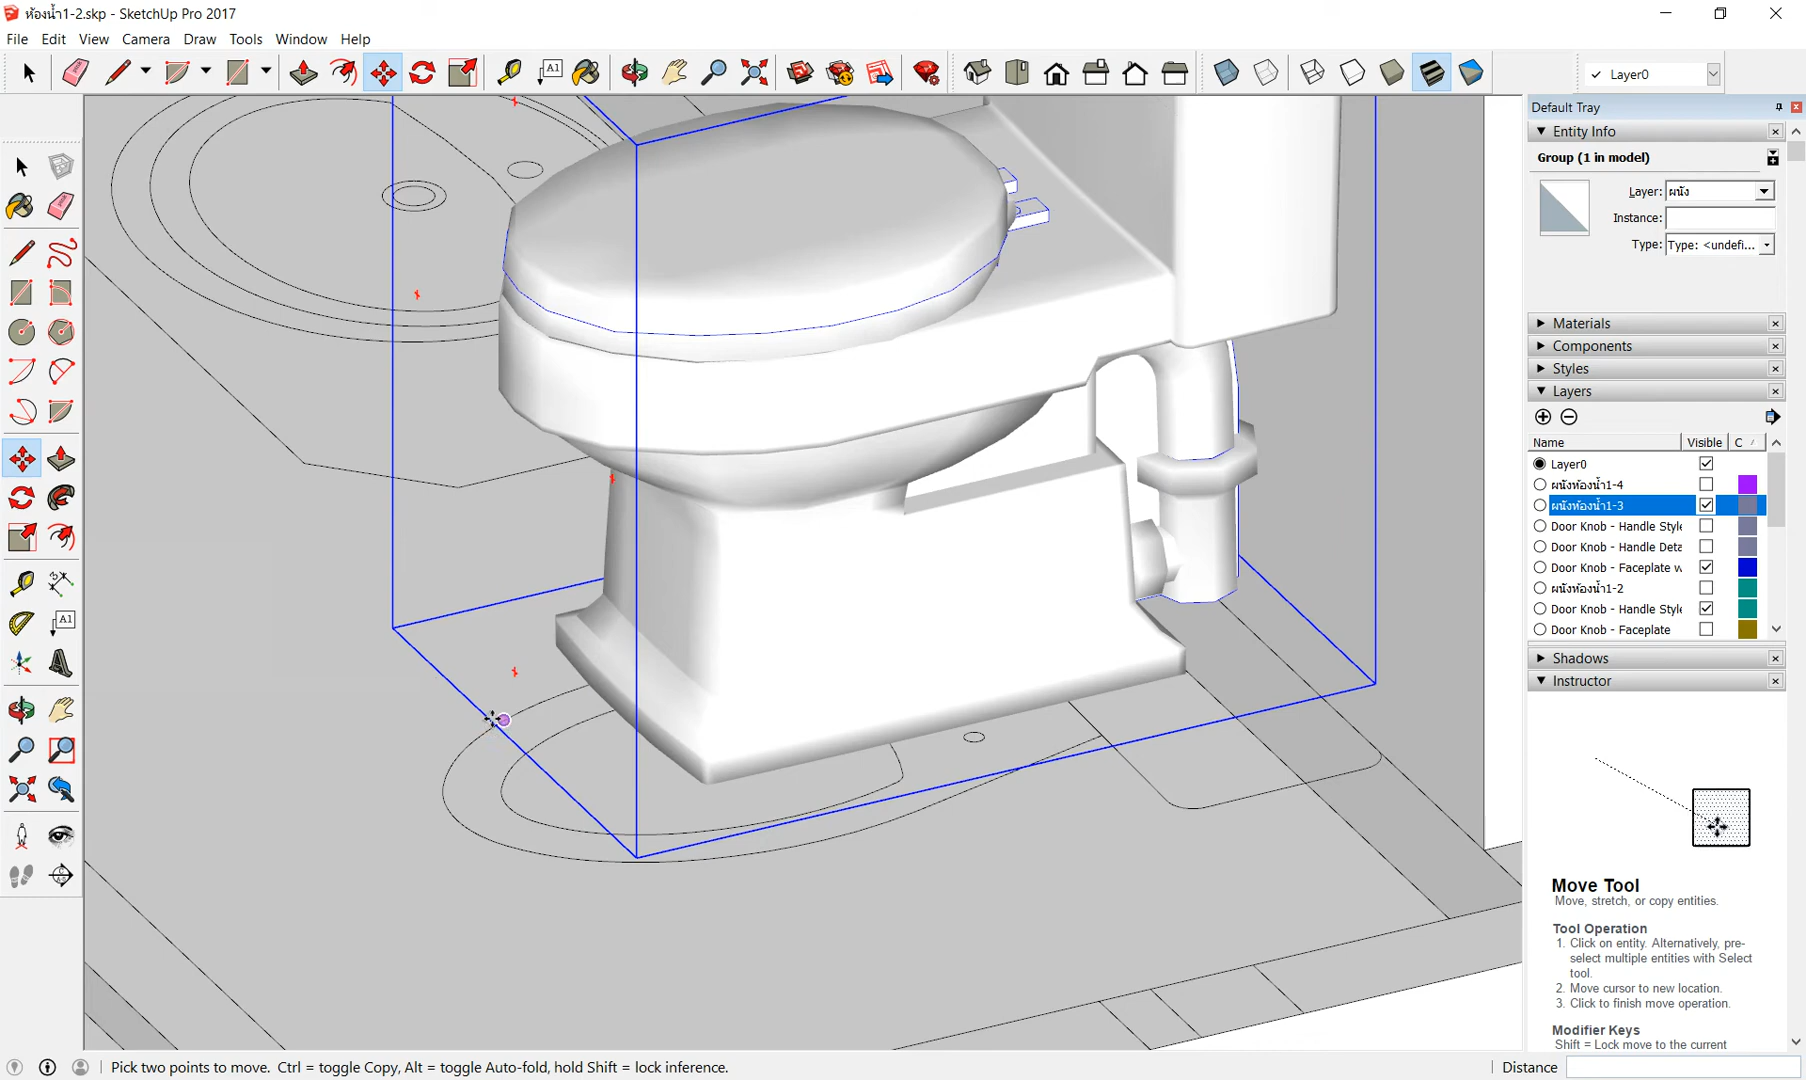 ห้องน้ำ1-2.skp - SketchUp Pro 2017
File Edit View Camera Draw Tools Window Help
A1
Layer0
Default Tray
Entity Info
Group (1 in model)
Layer: ผนัง
Instance:
Type: Type: <undefi...
Materials
Components
Styles
Layers
Name Visible C
Layer0
ผนังห้องน้ำ1-4
ผนังห้องน้ำ1-3
Door Knob - Handle Style
Door Knob - Handle Deta
Door Knob - Faceplate w
ผนังห้องน้ำ1-2
Door Knob - Handle Style
Door Knob - Faceplate
A1
Shadows
Instructor
Move Tool
Move, stretch, or copy entities.
Tool Operation
1. Click on entity. Alternatively, pre-
select multiple entities with Select
tool.
2. Move cursor to new location.
3. Click to finish move operation.
Modifier Keys
Shift = Lock move to the current
Pick two points to move. Ctrl = toggle Copy, Alt = toggle Auto-fold, hold Shift = lock inference.
Distance